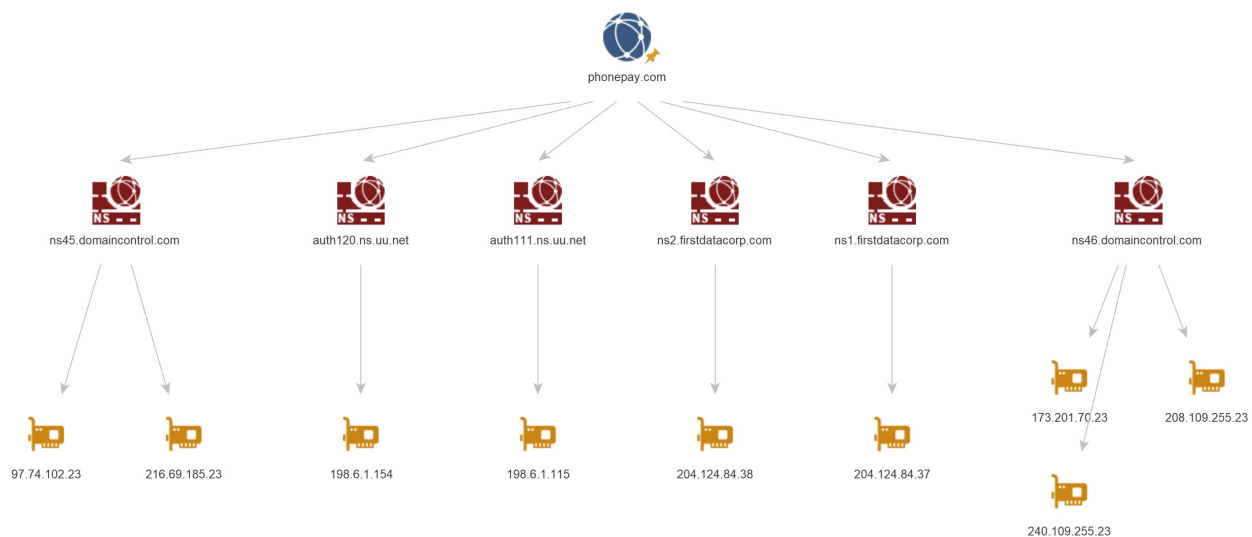 phonepay.com
NS
NS
NS
NS
NS
NS
ns45.domaincontrol.com
auth120.ns.uu.net
auth111.ns.uu.net
ns2.firstdatacorp.com
ns1.firstdatacorp.com
ns46.domaincontrol.com
173.201.70.23
208.109.255.23
97.74.102.23
216.69.185.23
198.6.1.154
198.6.1.115
204.124.84.38
204.124.84.37
240.109.255.23